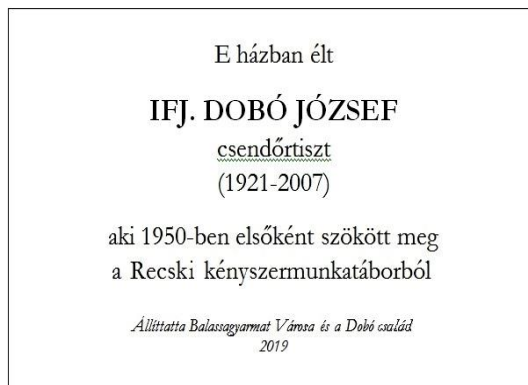 E házban élt
IFJ. DOBÓ JÓZSEF
csendőrtiszt
(1921-2007)
aki 1950-ben elsőként szökött meg
a Recski kényszermunkatáborból
Állíttatta Balassagyarmat Városa és a Dobó család
2019